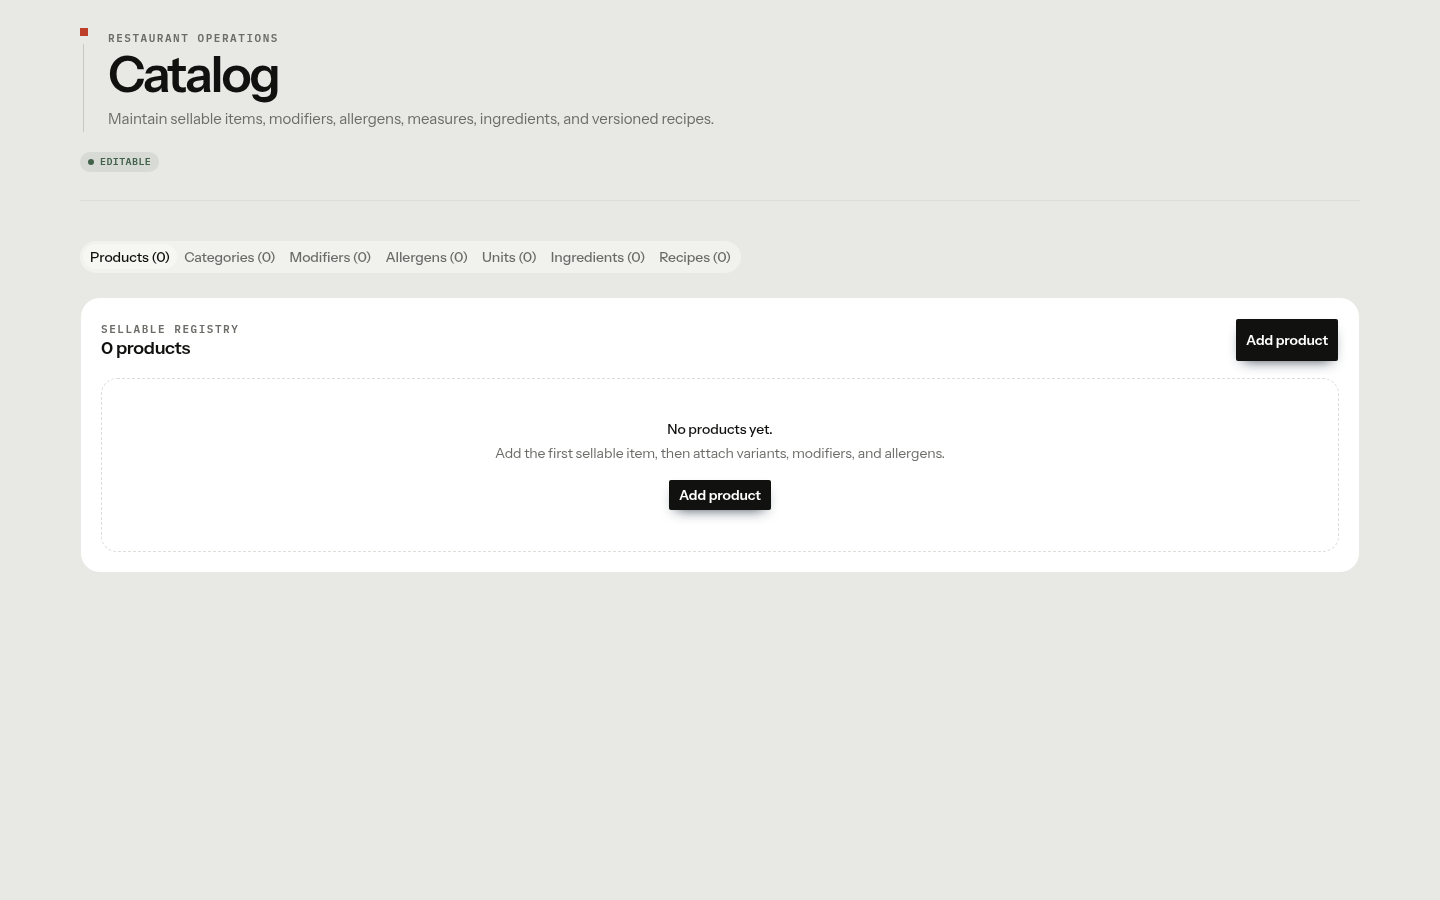 RESTAURANT OPERATIONS
Catalog
Maintain sellable items, modifiers, allergens, measures, ingredients, and versioned recipes.
EDITABLE
Products (0) Categories (0) Modifiers (0) Allergens (0) Units (0) Ingredients (0) Recipes (0)
SELLABLE REGISTRY
0 products
Add product
No products yet.
Add the first sellable item, then attach variants, modifiers, and allergens.
Add product